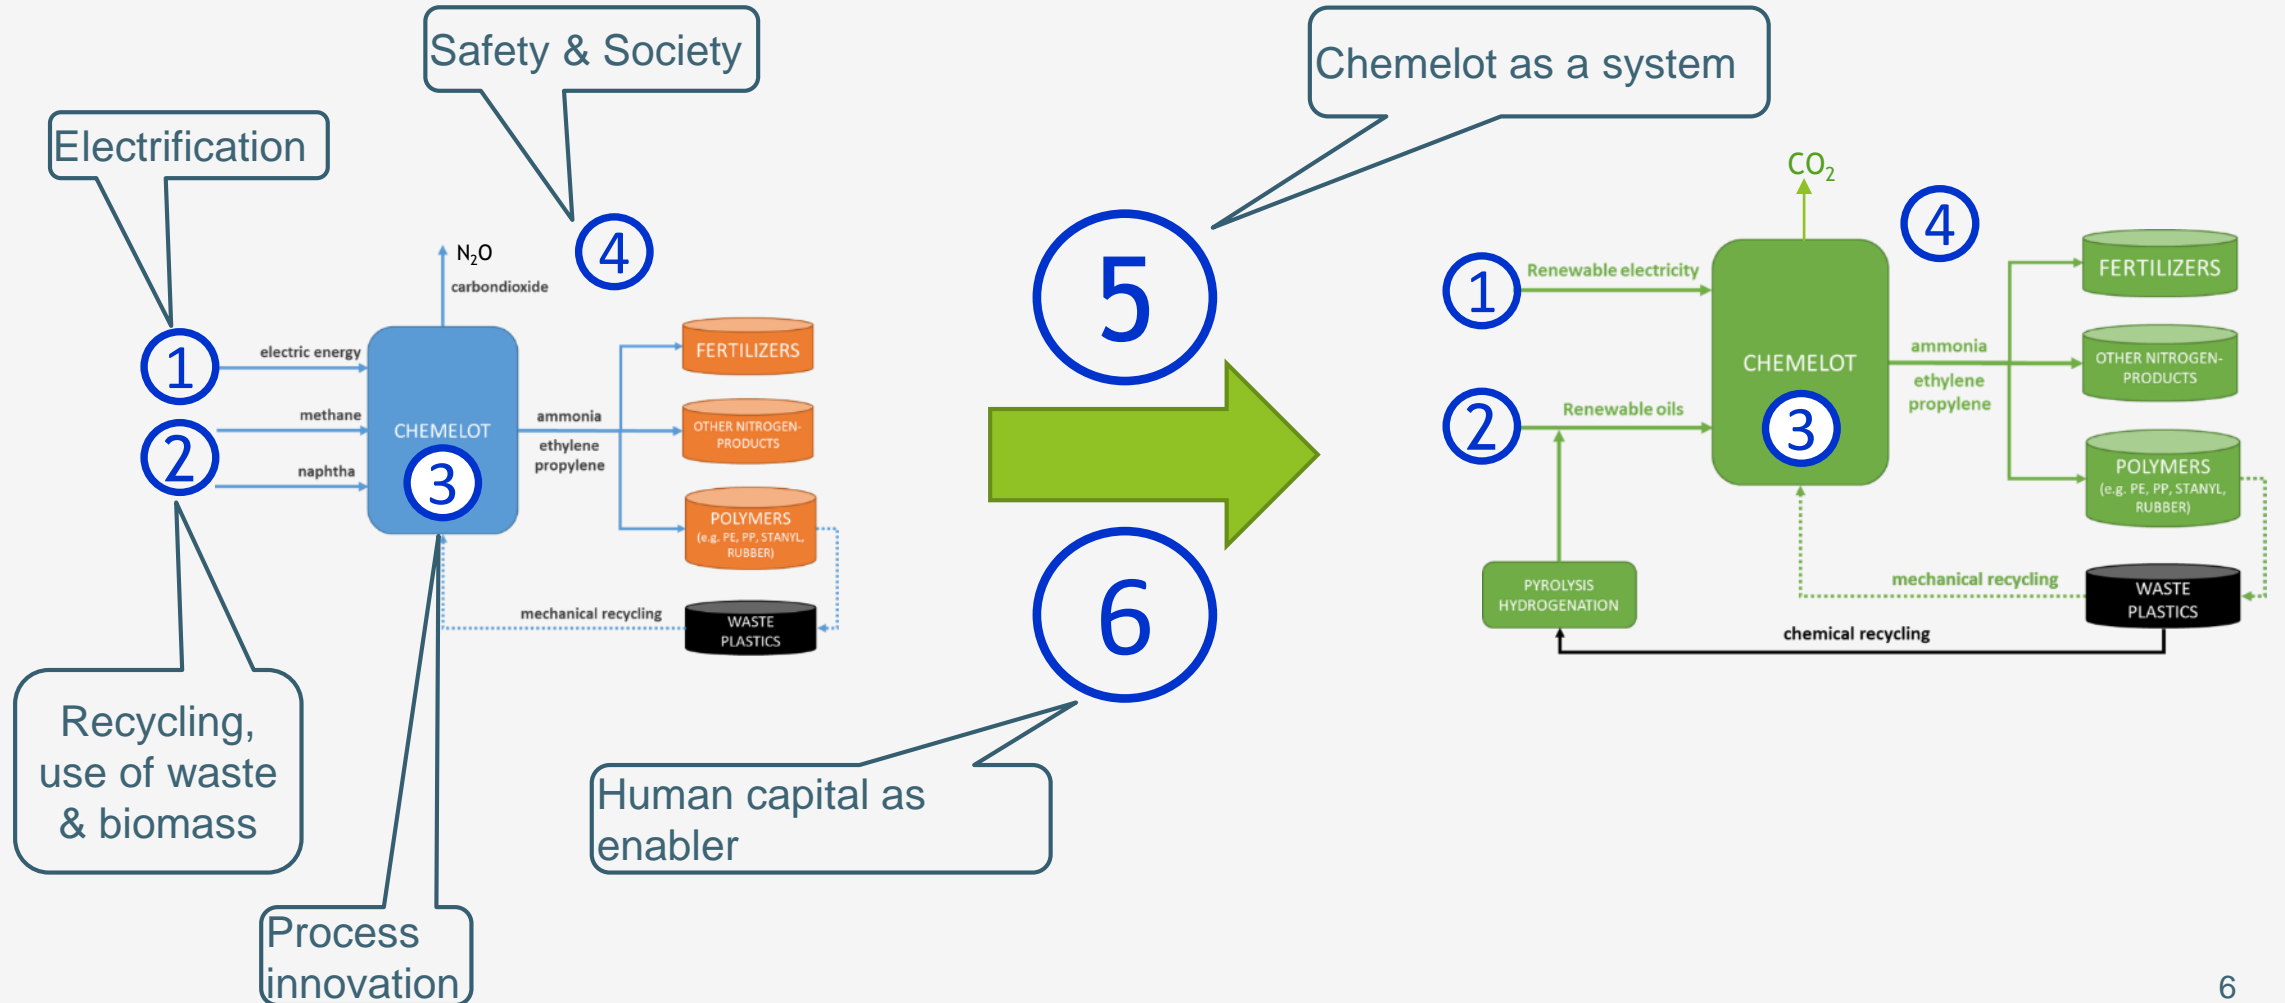 Safety & Society
Chemelot as a system
Electrification
4
N₂O
carbondioxide
1
electric energy
methane
2
naphtha
CHEMELOT
3
ammonia
ethylene
propylene
FERTILIZERS
OTHER NITROGEN-
PRODUCTS
POLYMERS
(e.g. PE, PP, STANYL,
RUBBER)
mechanical recycling
WASTE
PLASTICS
5
6
CO₂
4
1
Renewable electricity
2
Renewable oils
CHEMELOT
3
ammonia
ethylene
propylene
FERTILIZERS
OTHER NITROGEN-
PRODUCTS
POLYMERS
(e.g. PE, PP, STANYL,
RUBBER)
PYROLYSIS
HYDROGENATION
mechanical recycling
WASTE
PLASTICS
chemical recycling
Recycling,
use of waste
& biomass
Human capital as
enabler
Process
innovation
6